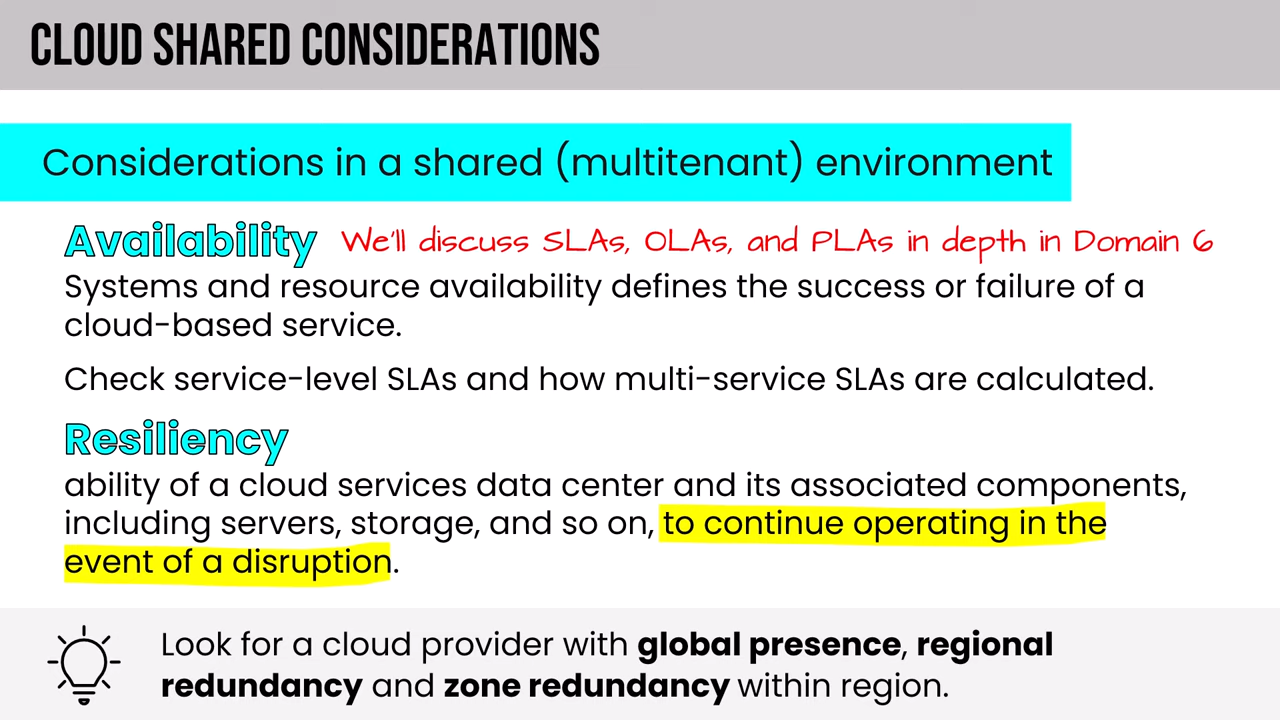 CLOUD SHARED CONSIDERATIONS
Considerations in a shared (multitenant) environment
Availability We'll discuss SLAs, OLAs, and PLAs in depth in Domain 6
Systems and resource availability defines the success or failure of a
cloud-based service.
Check service-level SLAs and how multi-service SLAs are calculated.
Resiliency
ability of a cloud services data center and its associated components,
including servers, storage, and so on, to continue operating in the
event of a disruption.
Look for a cloud provider with global presence, regional
redundancy and zone redundancy within region.